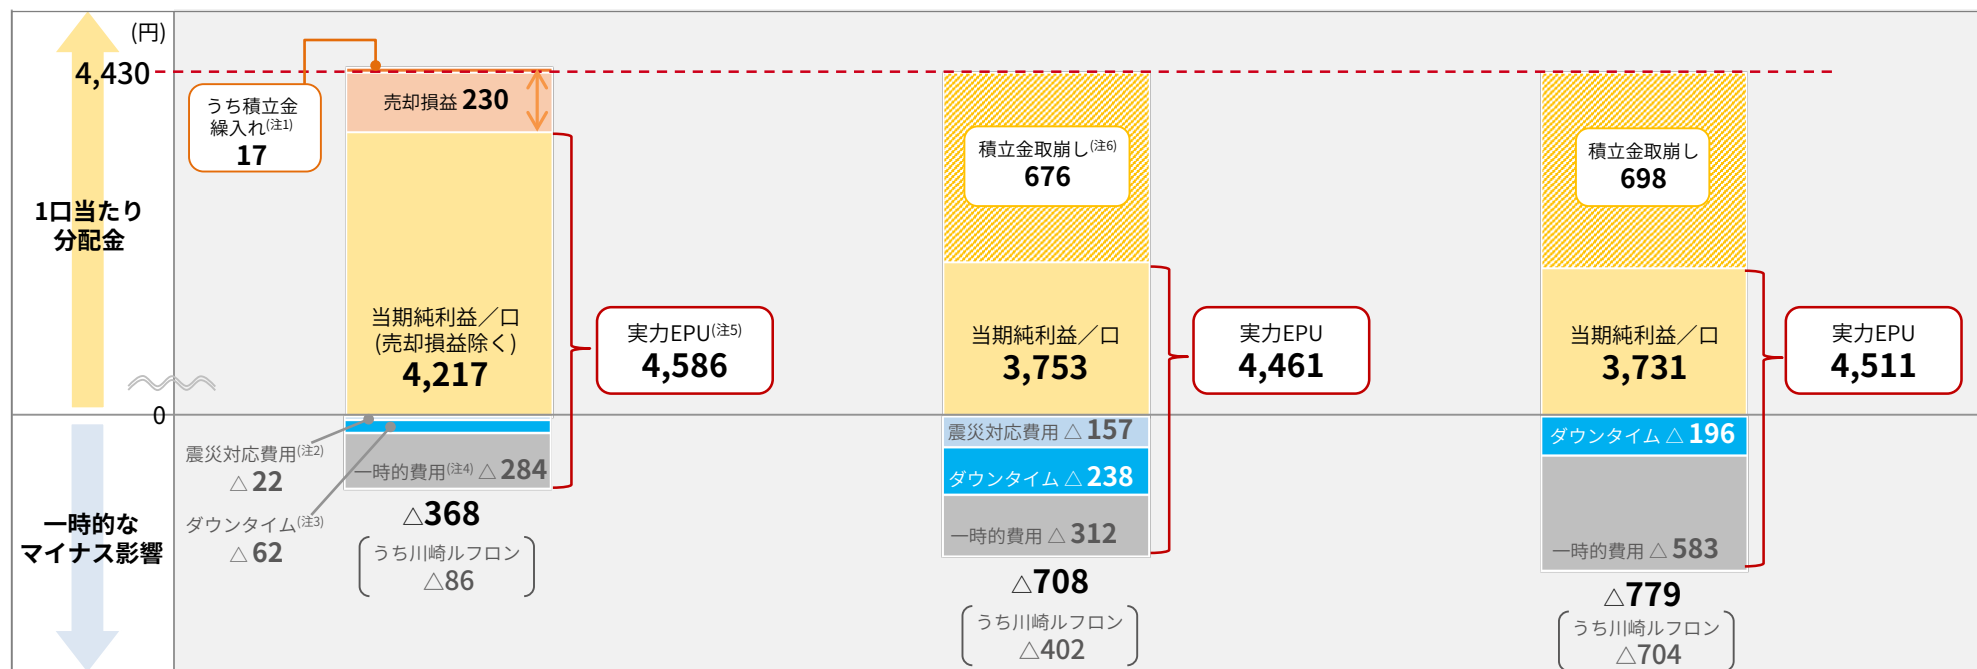 (円)
4,430
1口当たり
分配金
0
一時的な
マイナス影響
うち積立金
繰入れ(注1)
17
売却損益 230
当期純利益／口
(売却損益除く)
4,217
実力EPU(注5)
4,586
震災対応費用(注2)
△ 22
ダウンタイム(注3)
△ 62
一時的費用(注4) △ 284
△368
うち川崎ルフロン
△86
積立金取崩し(注6)
676
当期純利益／口
3,753
実力EPU
4,461
震災対応費用 △ 157
ダウンタイム △ 238
一時的費用 △ 312
△708
うち川崎ルフロン
△402
積立金取崩し
698
当期純利益／口
3,731
実力EPU
4,511
ダウンタイム △ 196
一時的費用 △ 583
△779
うち川崎ルフロン
△704